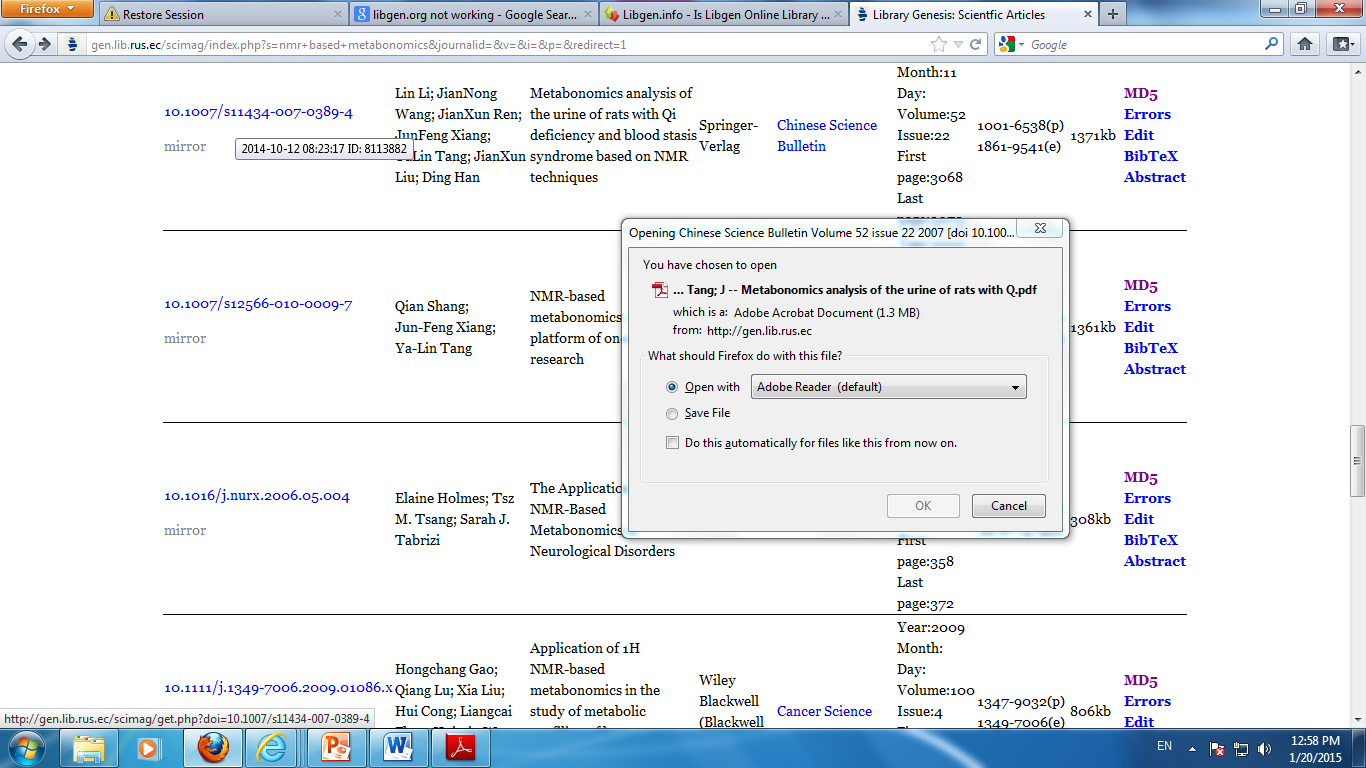 Firefox
Restore Session
libgen.org not working - Google Sear...
Libgen.info - Is Libgen Online Library ...
Library Genesis: Scientfic Articles
gen.lib.rus.ec/scimag/index.php?s=nmr+based+metabonomics&journalid=&v=&i=&p=&redirect=1
Google
10.1007/s11434-007-0389-4
mirror
2014-10-12 08:23:17 ID: 8113882
Lin Li; JianNong
Wang; JianXun Ren;
JunFeng Xiang;
YaLin Tang; JianXun
Liu; Ding Han
Metabonomics analysis of
the urine of rats with Qi
deficiency and blood stasis
syndrome based on NMR
techniques
Springer-
Verlag
Chinese Science
Bulletin
Month:11
Day:
Volume:52
Issue:22
First
page:3068
Last
1001-6538(p)
1861-9541(e)
1371kb
MD5
Errors
Edit
BibTeX
Abstract
10.1007/s12566-010-0009-7
mirror
Qian Shang;
Jun-Feng Xiang;
Ya-Lin Tang
NMR-based
metabonomics
platform of on
research
1361kb
MD5
Errors
Edit
BibTeX
Abstract
Opening Chinese Science Bulletin Volume 52 issue 22 2007 [doi 10.100...
You have chosen to open
... Tang; J -- Metabonomics analysis of the urine of rats with Q.pdf
which is a: Adobe Acrobat Document (1.3 MB)
from: http://gen.lib.rus.ec
What should Firefox do with this file?
Open with
Adobe Reader (default)
Save File
Do this automatically for files like this from now on.
OK
Cancel
10.1016/j.nurx.2006.05.004
mirror
Elaine Holmes; Tsz
M. Tsang; Sarah J.
Tabrizi
The Applicatio
NMR-Based
Metabonomics
Neurological Disorders
First
page:358
Last
page:372
308kb
MD5
Errors
Edit
BibTeX
Abstract
10.1111/j.1349-7006.2009.01086.x
Hongchang Gao;
Qiang Lu; Xia Liu;
Hui Cong; Liangcai
Application of 1H
NMR-based
metabonomics in the
study of metabolic
Wiley
Blackwell
(Blackwell
Cancer Science
Year:2009
Month:
Day:
Volume:100
Issue:4
1347-9032(p)
1349-7006(e)
806kb
MD5
Errors
Edit
http://gen.lib.rus.ec/scimag/get.php?doi=10.1007/s11434-007-0389-4
EN
12:58 PM
1/20/2015